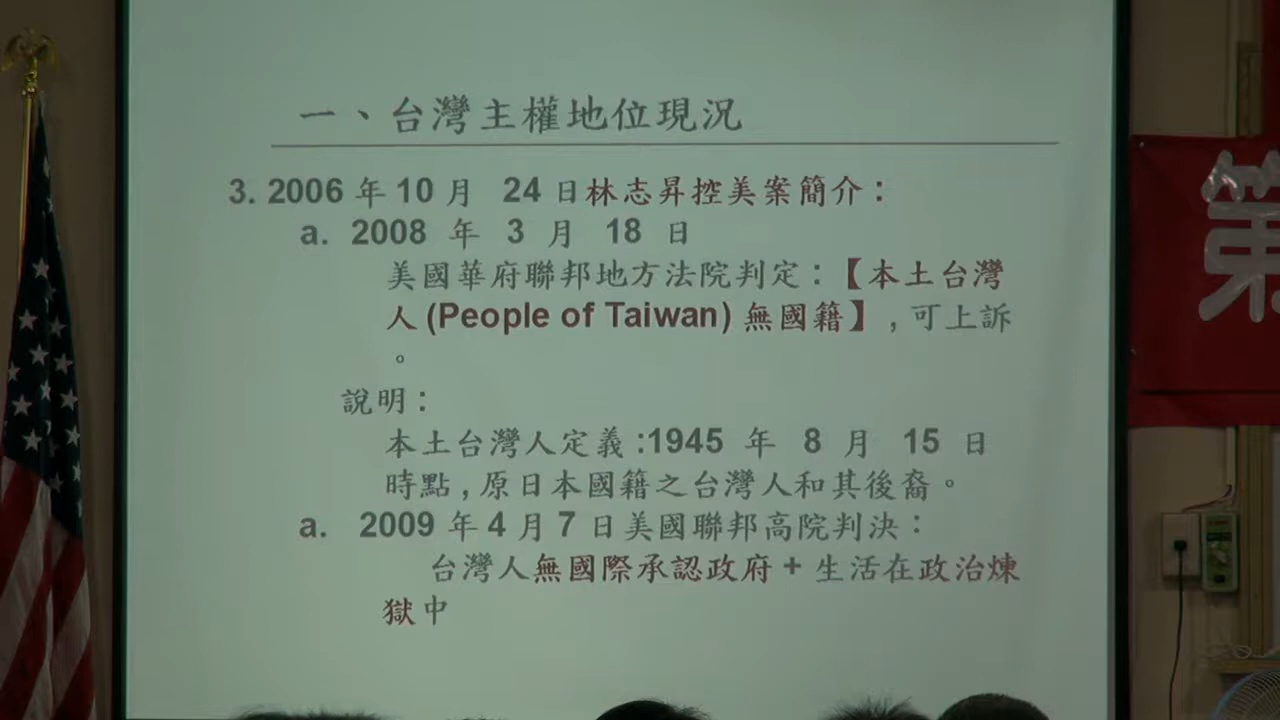 一、台灣主權地位現況
3. 2006 年 10 月 24 日林志昇控美案簡介：
a. 2008 年 3 月 18 日
美國華府聯邦地方法院判定：【本土台灣
人 (People of Taiwan) 無國籍】, 可上訴
。
說明：
本土台灣人定義 :1945 年 8 月 15 日
時點 , 原日本國籍之台灣人和其後裔。
a. 2009 年 4 月 7 日美國聯邦高院判決：
台灣人無國際承認政府 + 生活在政治煉
獄中
第